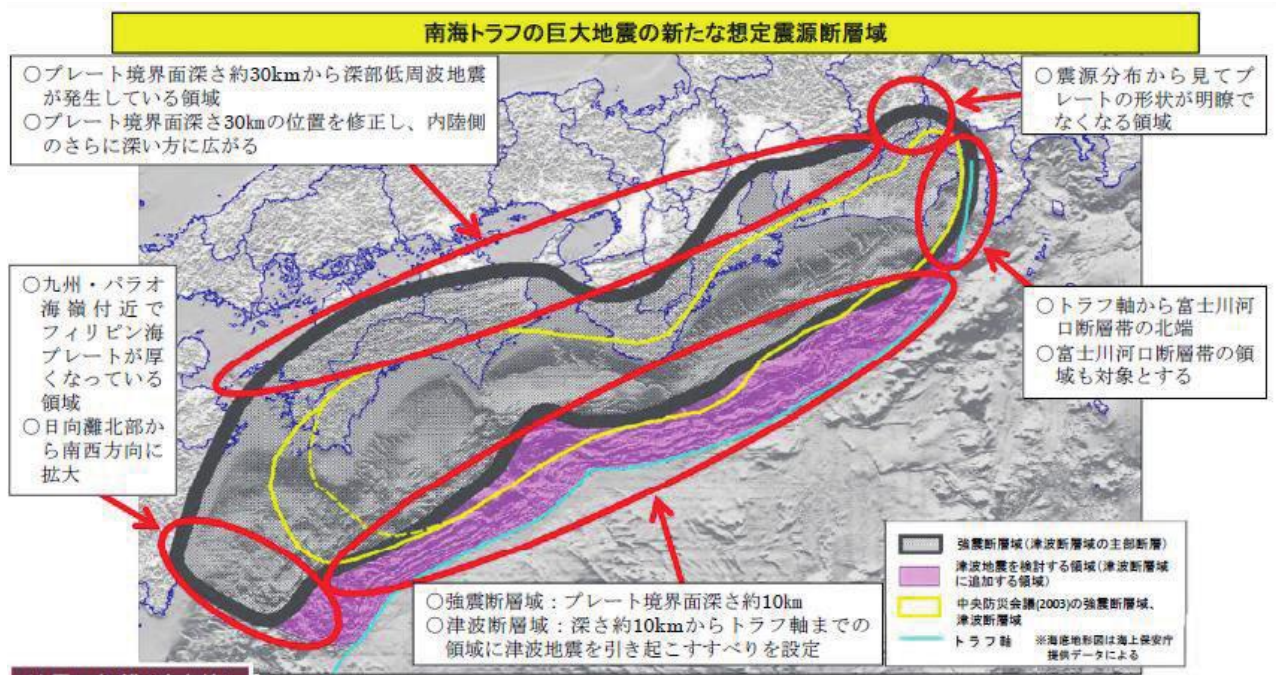 南海トラフの巨大地震の新たな想定震源断層域
○プレート境界面深さ約30kmから深部低周波地震
が発生している領域
○プレート境界面深さ30kmの位置を修正し、内陸側
のさらに深い方に広がる
○震源分布から見てプ
レートの形状が明瞭で
なくなる領域
○九州・パラオ
海嶺付近で
フィリピン海
プレートが厚
くなっている
領域
○日向灘北部か
ら南西方向に
拡大
○トラフ軸から富士川河
口断層帯の北端
○富士川河口断層帯の領
域も対象とする
○強震断層域：プレート境界面深さ約10km
○津波断層域：深さ約10kmからトラフ軸までの
領域に津波地震を引き起こすすべりを設定
強震断層域(津波断層域の主部断層)
津波地震を検討する領域(津波断層域
に追加する領域)
中央防災会議(2003)の強震断層域、
津波断層域
トラフ軸　※海底地形図は海上保安庁
提供データによる